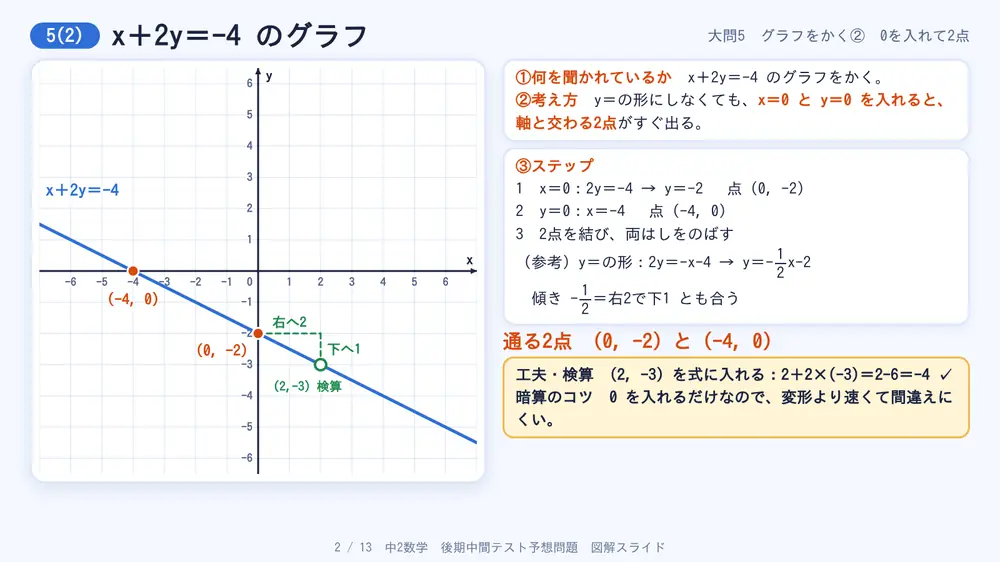 5(2) x＋2y＝-4 のグラフ
大問5　グラフをかく②　0を入れて2点
y
6
5
4
3
2
1
x＋2y＝-4
x
-6 -5 -4 -3 -2 -1 0 1 2 3 4 5 6
(-4, 0)
-1
-2
-3
-4
-5
-6
右へ2
(0, -2)
下へ1
(2,-3) 検算
①何を聞かれているか　x＋2y＝-4 のグラフをかく。
②考え方　y＝の形にしなくても、x＝0 と y＝0 を入れると、
軸と交わる2点がすぐ出る。
③ステップ
1　x＝0：2y＝-4 → y＝-2　点 (0, -2)
2　y＝0：x＝-4　点 (-4, 0)
3　2点を結び、両はしをのばす
（参考）y＝の形：2y＝-x-4 → y＝-1/2x-2
傾き -1/2＝右2で下1 とも合う
通る2点　(0, -2) と (-4, 0)
工夫・検算　(2, -3) を式に入れる：2＋2×(-3)＝2-6＝-4 ✓
暗算のコツ　0 を入れるだけなので、変形より速くて間違えに
くい。
2 / 13　中2数学　後期中間テスト予想問題　図解スライド